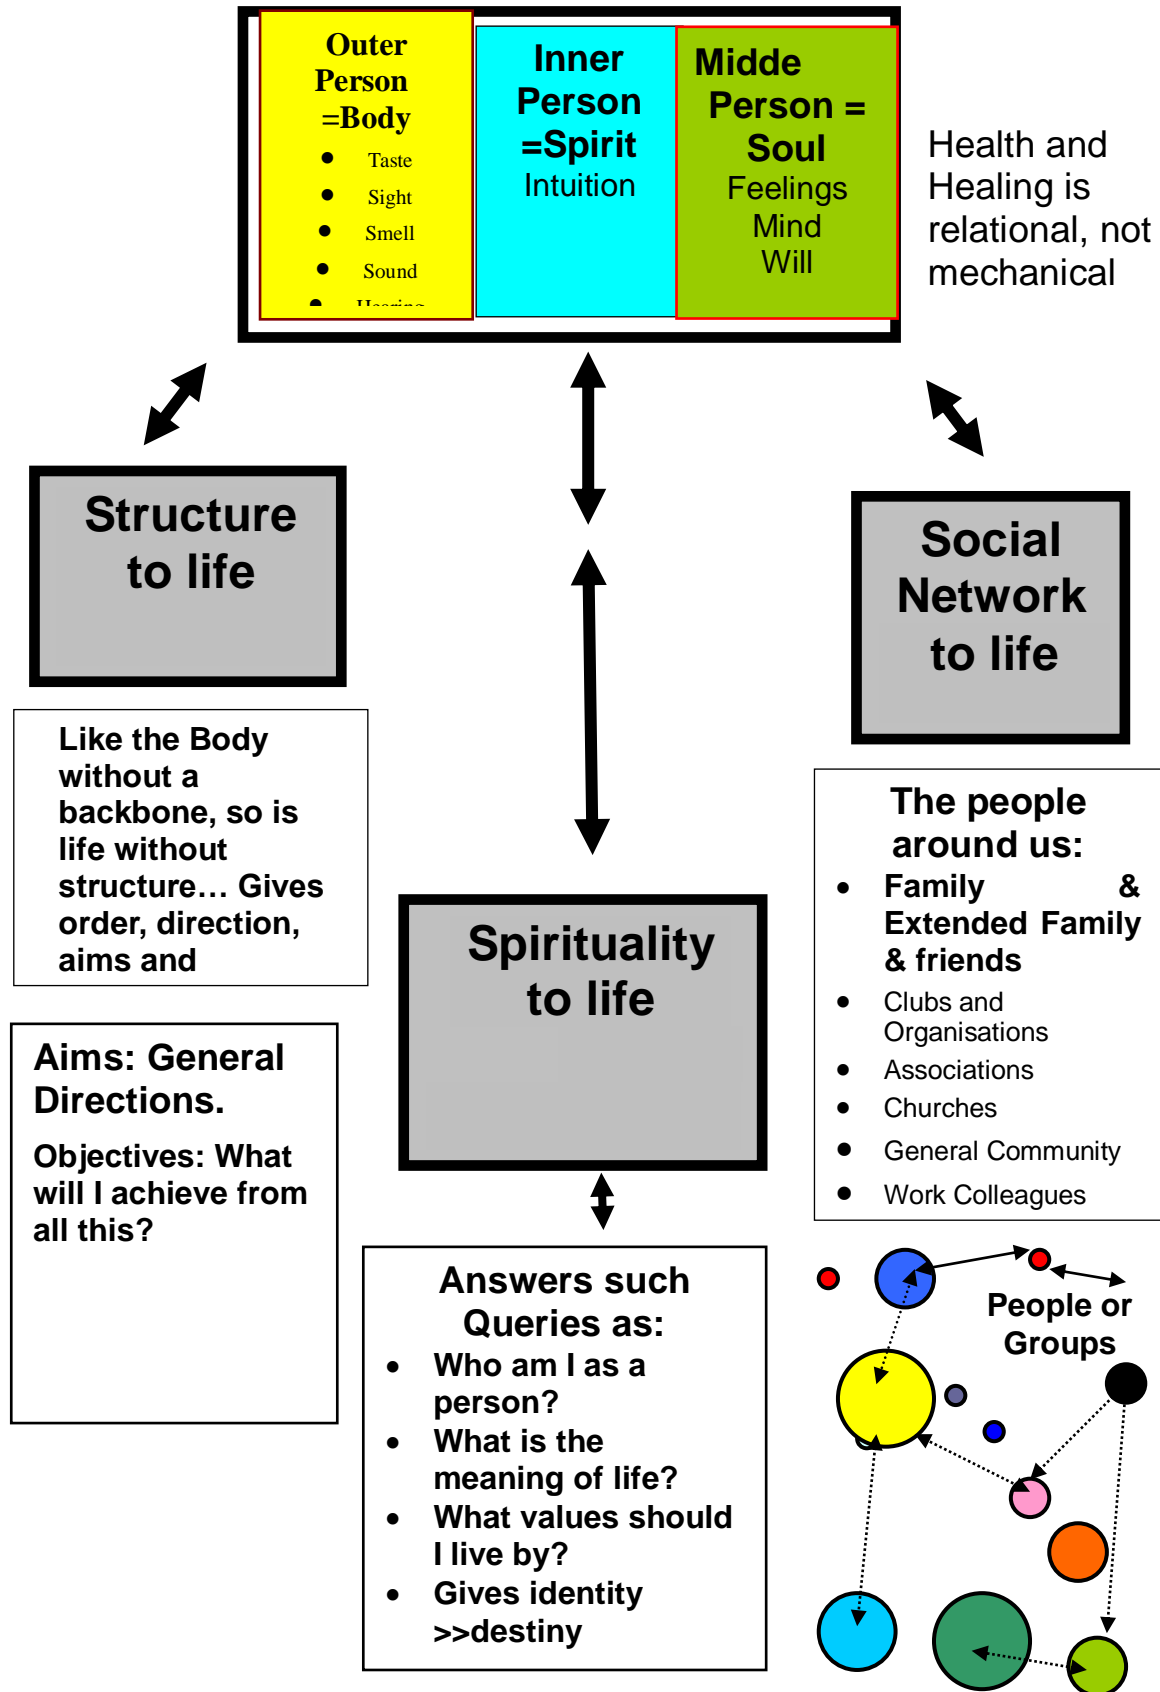 Outer
Person
=Body
• Taste
• Sight
• Smell
• Sound
• Hearing
Inner
Person
=Spirit
Intuition
Midde
Person =
Soul
Feelings
Mind
Will
Health and
Healing is
relational, not
mechanical
Structure
to life
Social
Network
to life
Like the Body
without a
backbone, so is
life without
structure… Gives
order, direction,
aims and
Aims: General
Directions.
Objectives: What
will I achieve from
all this?
Spirituality
to life
Answers such
Queries as:
• Who am I as a
person?
• What is the
meaning of life?
• What values should
I live by?
• Gives identity
>>destiny
The people
around us:
• Family &
Extended Family
& friends
• Clubs and
Organisations
• Associations
• Churches
• General Community
• Work Colleagues
People or
Groups